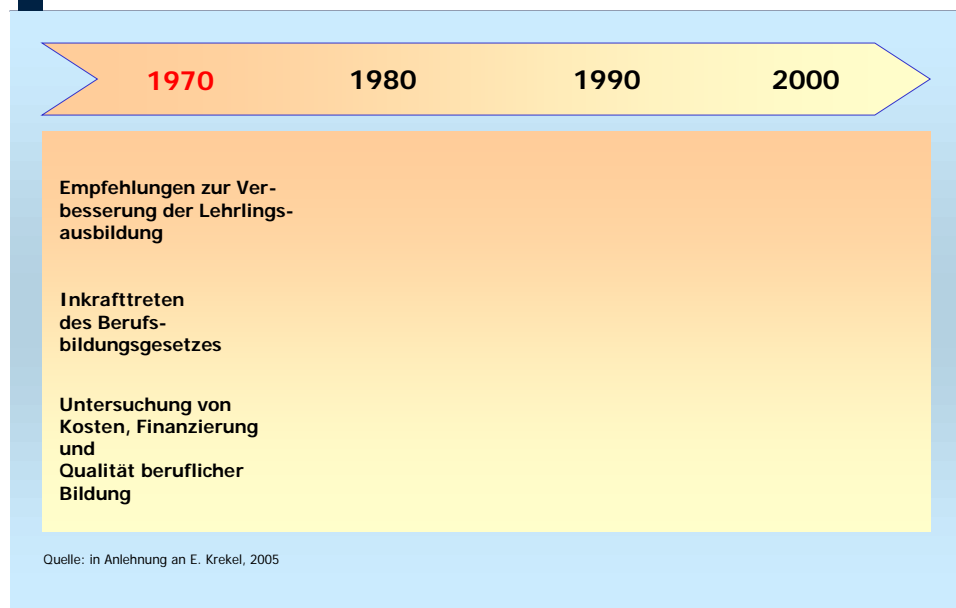 1970 1980 1990 2000
Empfehlungen zur Ver-
besserung der Lehrlings-
ausbildung
Inkrafttreten
des Berufs-
bildungsgesetzes
Untersuchung von
Kosten, Finanzierung
und
Qualität beruflicher
Bildung
Quelle: in Anlehnung an E. Krekel, 2005